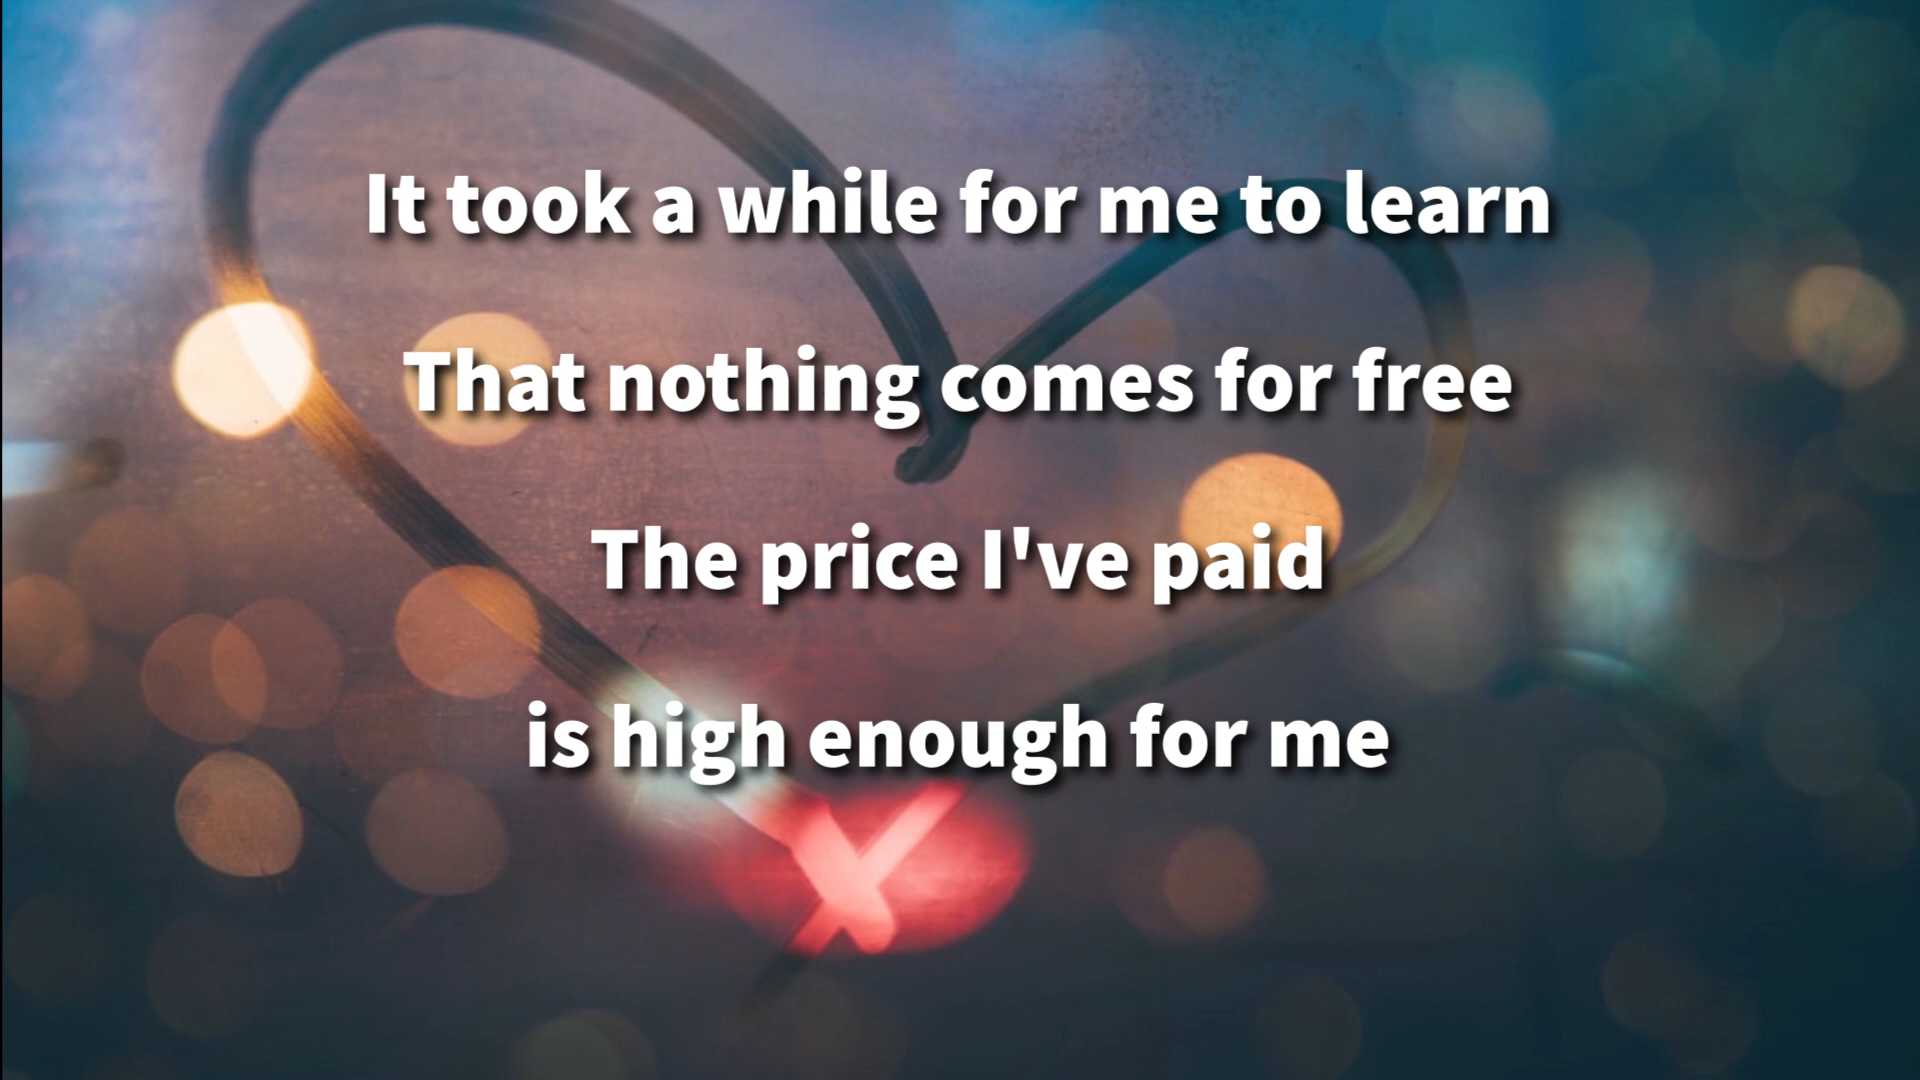 It took a while for me to learn
That nothing comes for free
The price I've paid
is high enough for me